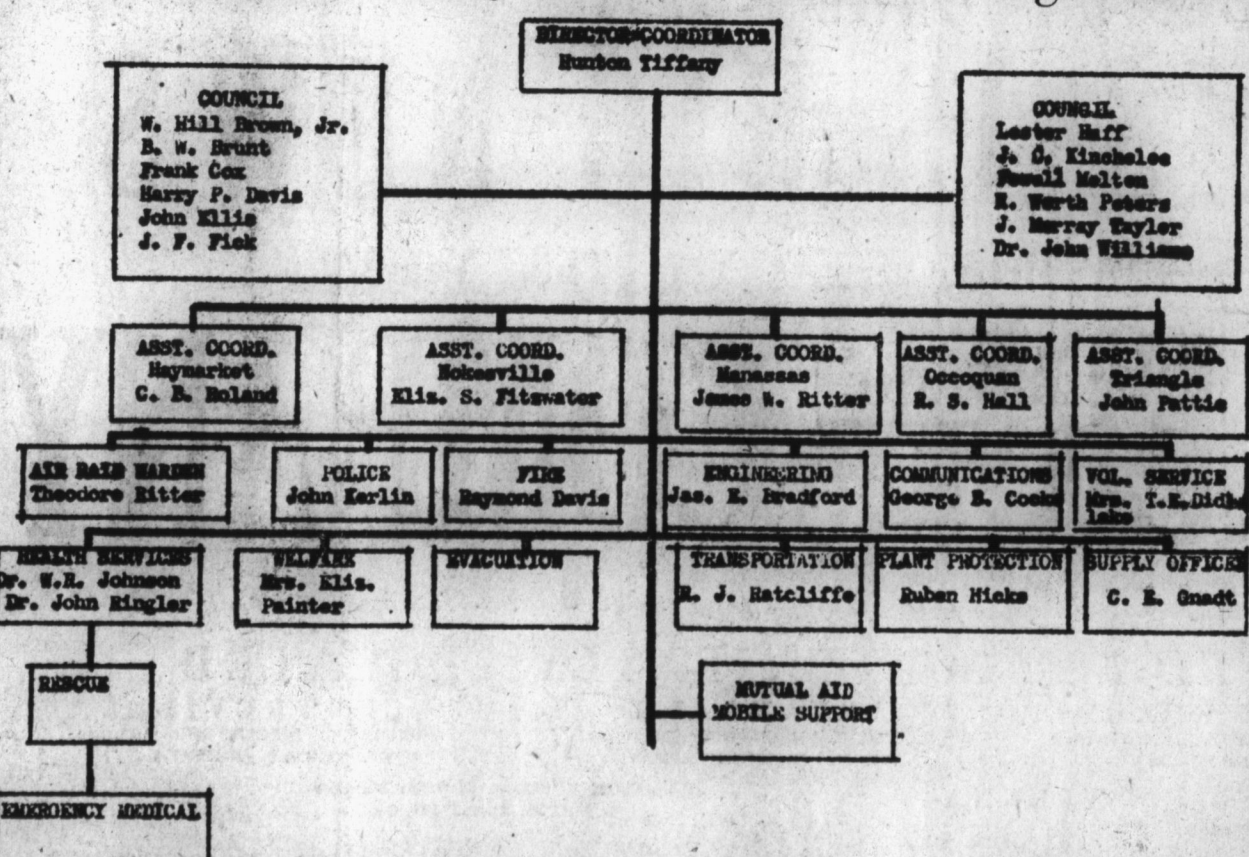 DIRECTOR-COORDINATOR
Hunton Tiffany
COUNCIL
W. Hill Brown, Jr.
B. W. Brunt
Frank Cox
Harry P. Davis
John Ellis
J. F. Fick
COUNCIL
Lester Huff
J. C. Kincheloe
Powell Melton
R. Worth Peters
J. Murray Taylor
Dr. John Williams
ASST. COORD.
Haymarket
C. B. Roland
ASST. COORD.
Nokesville
Eliz. S. Fitzwater
ASST. COORD.
Manassas
James W. Ritter
ASST. COORD.
Occoquan
R. S. Hall
ASST. COORD.
Triangle
John Pattie
AIR RAID WARDEN
Theodore Ritter
POLICE
John Kerlin
FIRE
Raymond Davis
ENGINEERING
Jas. E. Bradford
COMMUNICATIONS
George B. Cocke
VOL. SERVICE
Mrs.
lake
HEALTH SERVICES
Dr. W.R. Johnson
Dr. John Ringler
WELFARE
Mrs. Eliz.
Painter
EVACUATION
TRANSPORTATION
R. J. Ratcliffe
PLANT PROTECTION
Ruben Hicks
SUPPLY OFFICER
C. E. Gnadt
RESCUE
MUTUAL AID
MOBILE SUPPORT
EMERGENCY MEDICAL